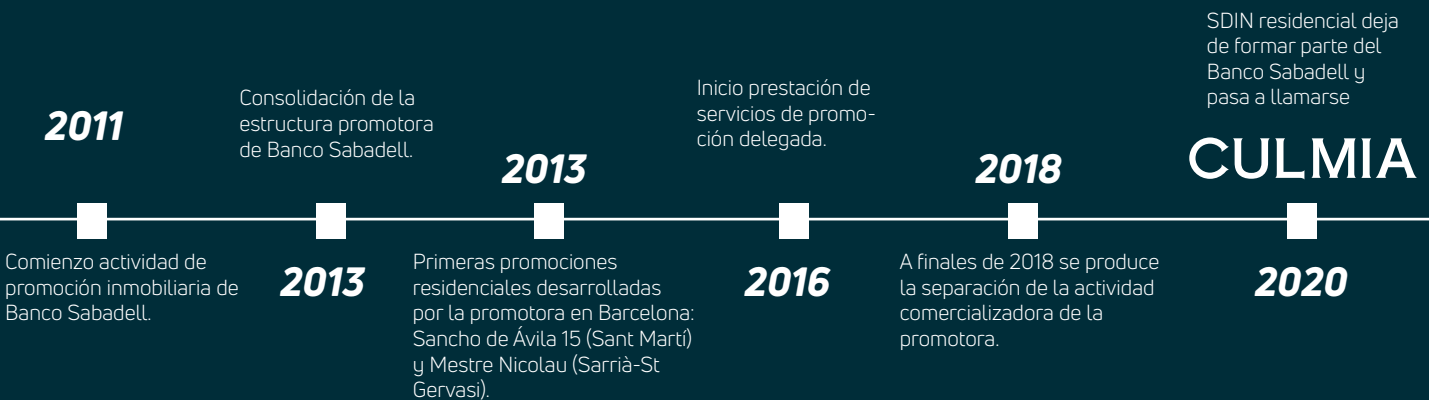 2011
Comienzo actividad de
promoción inmobiliaria de
Banco Sabadell.
Consolidación de la
estructura promotora
de Banco Sabadell.
2013
2013
Primeras promociones
residenciales desarrolladas
por la promotora en Barcelona:
Sancho de Ávila 15 (Sant Martí)
y Mestre Nicolau (Sarrià-St
Gervasi).
Inicio prestación de
servicios de promo-
ción delegada.
2016
2018
A finales de 2018 se produce
la separación de la actividad
comercializadora de la
promotora.
SDIN residencial deja
de formar parte del
Banco Sabadell y
pasa a llamarse
CULMIA
2020